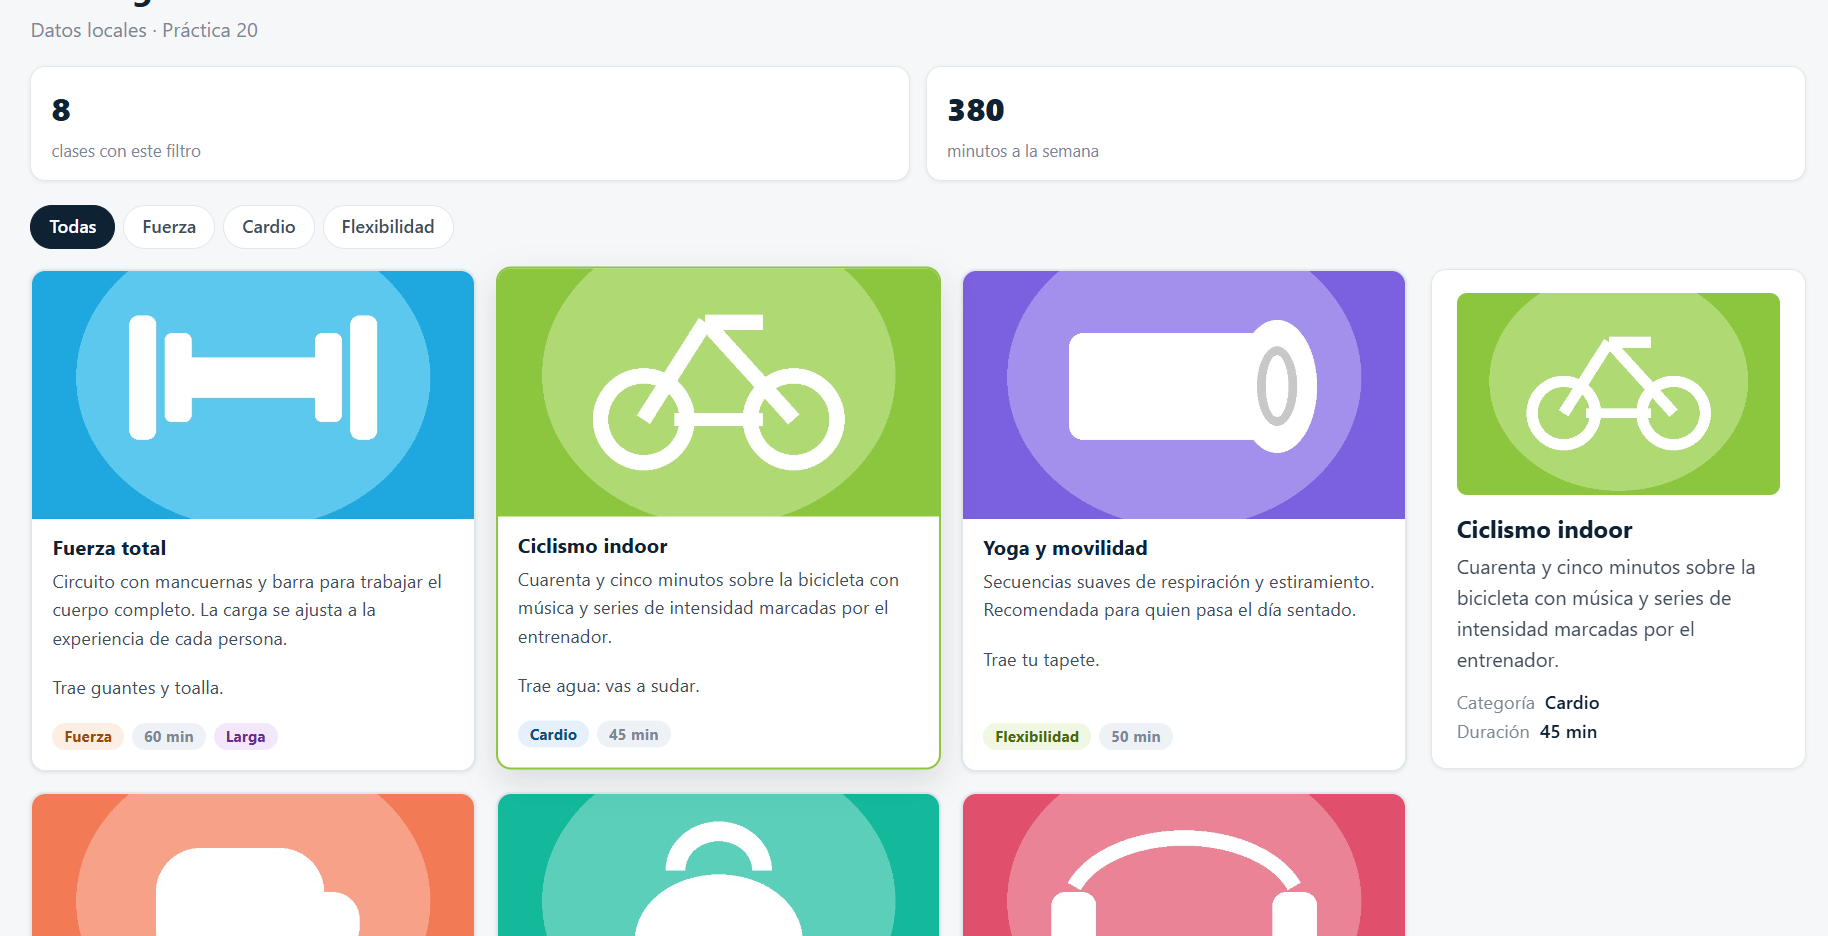 Datos locales · Práctica 20
8
clases con este filtro
380
minutos a la semana
Todas
Fuerza
Cardio
Flexibilidad
Fuerza total
Circuito con mancuernas y barra para trabajar el
cuerpo completo. La carga se ajusta a la
experiencia de cada persona.
Trae guantes y toalla.
Fuerza
60 min
Larga
Ciclismo indoor
Cuarenta y cinco minutos sobre la bicicleta con
música y series de intensidad marcadas por el
entrenador.
Trae agua: vas a sudar.
Cardio
45 min
Yoga y movilidad
Secuencias suaves de respiración y estiramiento.
Recomendada para quien pasa el día sentado.
Trae tu tapete.
Flexibilidad
50 min
Ciclismo indoor
Cuarenta y cinco minutos sobre la
bicicleta con música y series de
intensidad marcadas por el
entrenador.
Categoría Cardio
Duración 45 min